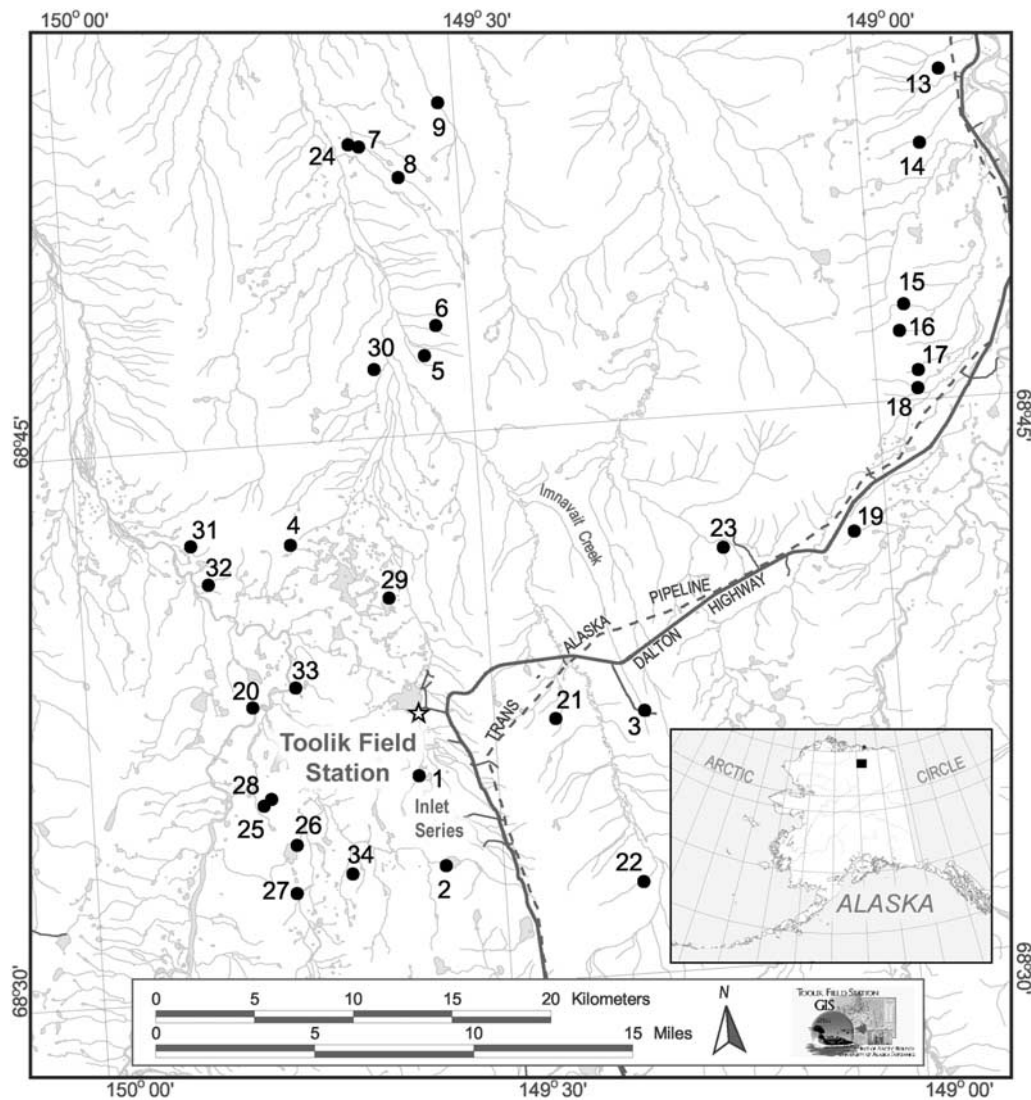 150° 00'
149° 30'
149° 00'
13
9
7
24
14
8
15
6
16
30
5
17
18
68°45'
68°45'
Imnavait Creek
31
4
23
19
32
29
PIPELINE
HIGHWAY
ALASKA
DALTON
33
20
21
TRANS
3
Toolik Field
Station
1
28
Inlet
Series
25
26
34
22
2
27
ARCTIC
CIRCLE
ALASKA
68°30'
68°30'
0 5 10 15 20 Kilometers
0 5 10 15 Miles
N
TOOLIK FIELD STATION
GIS
150° 00'
149° 30'
149° 00'